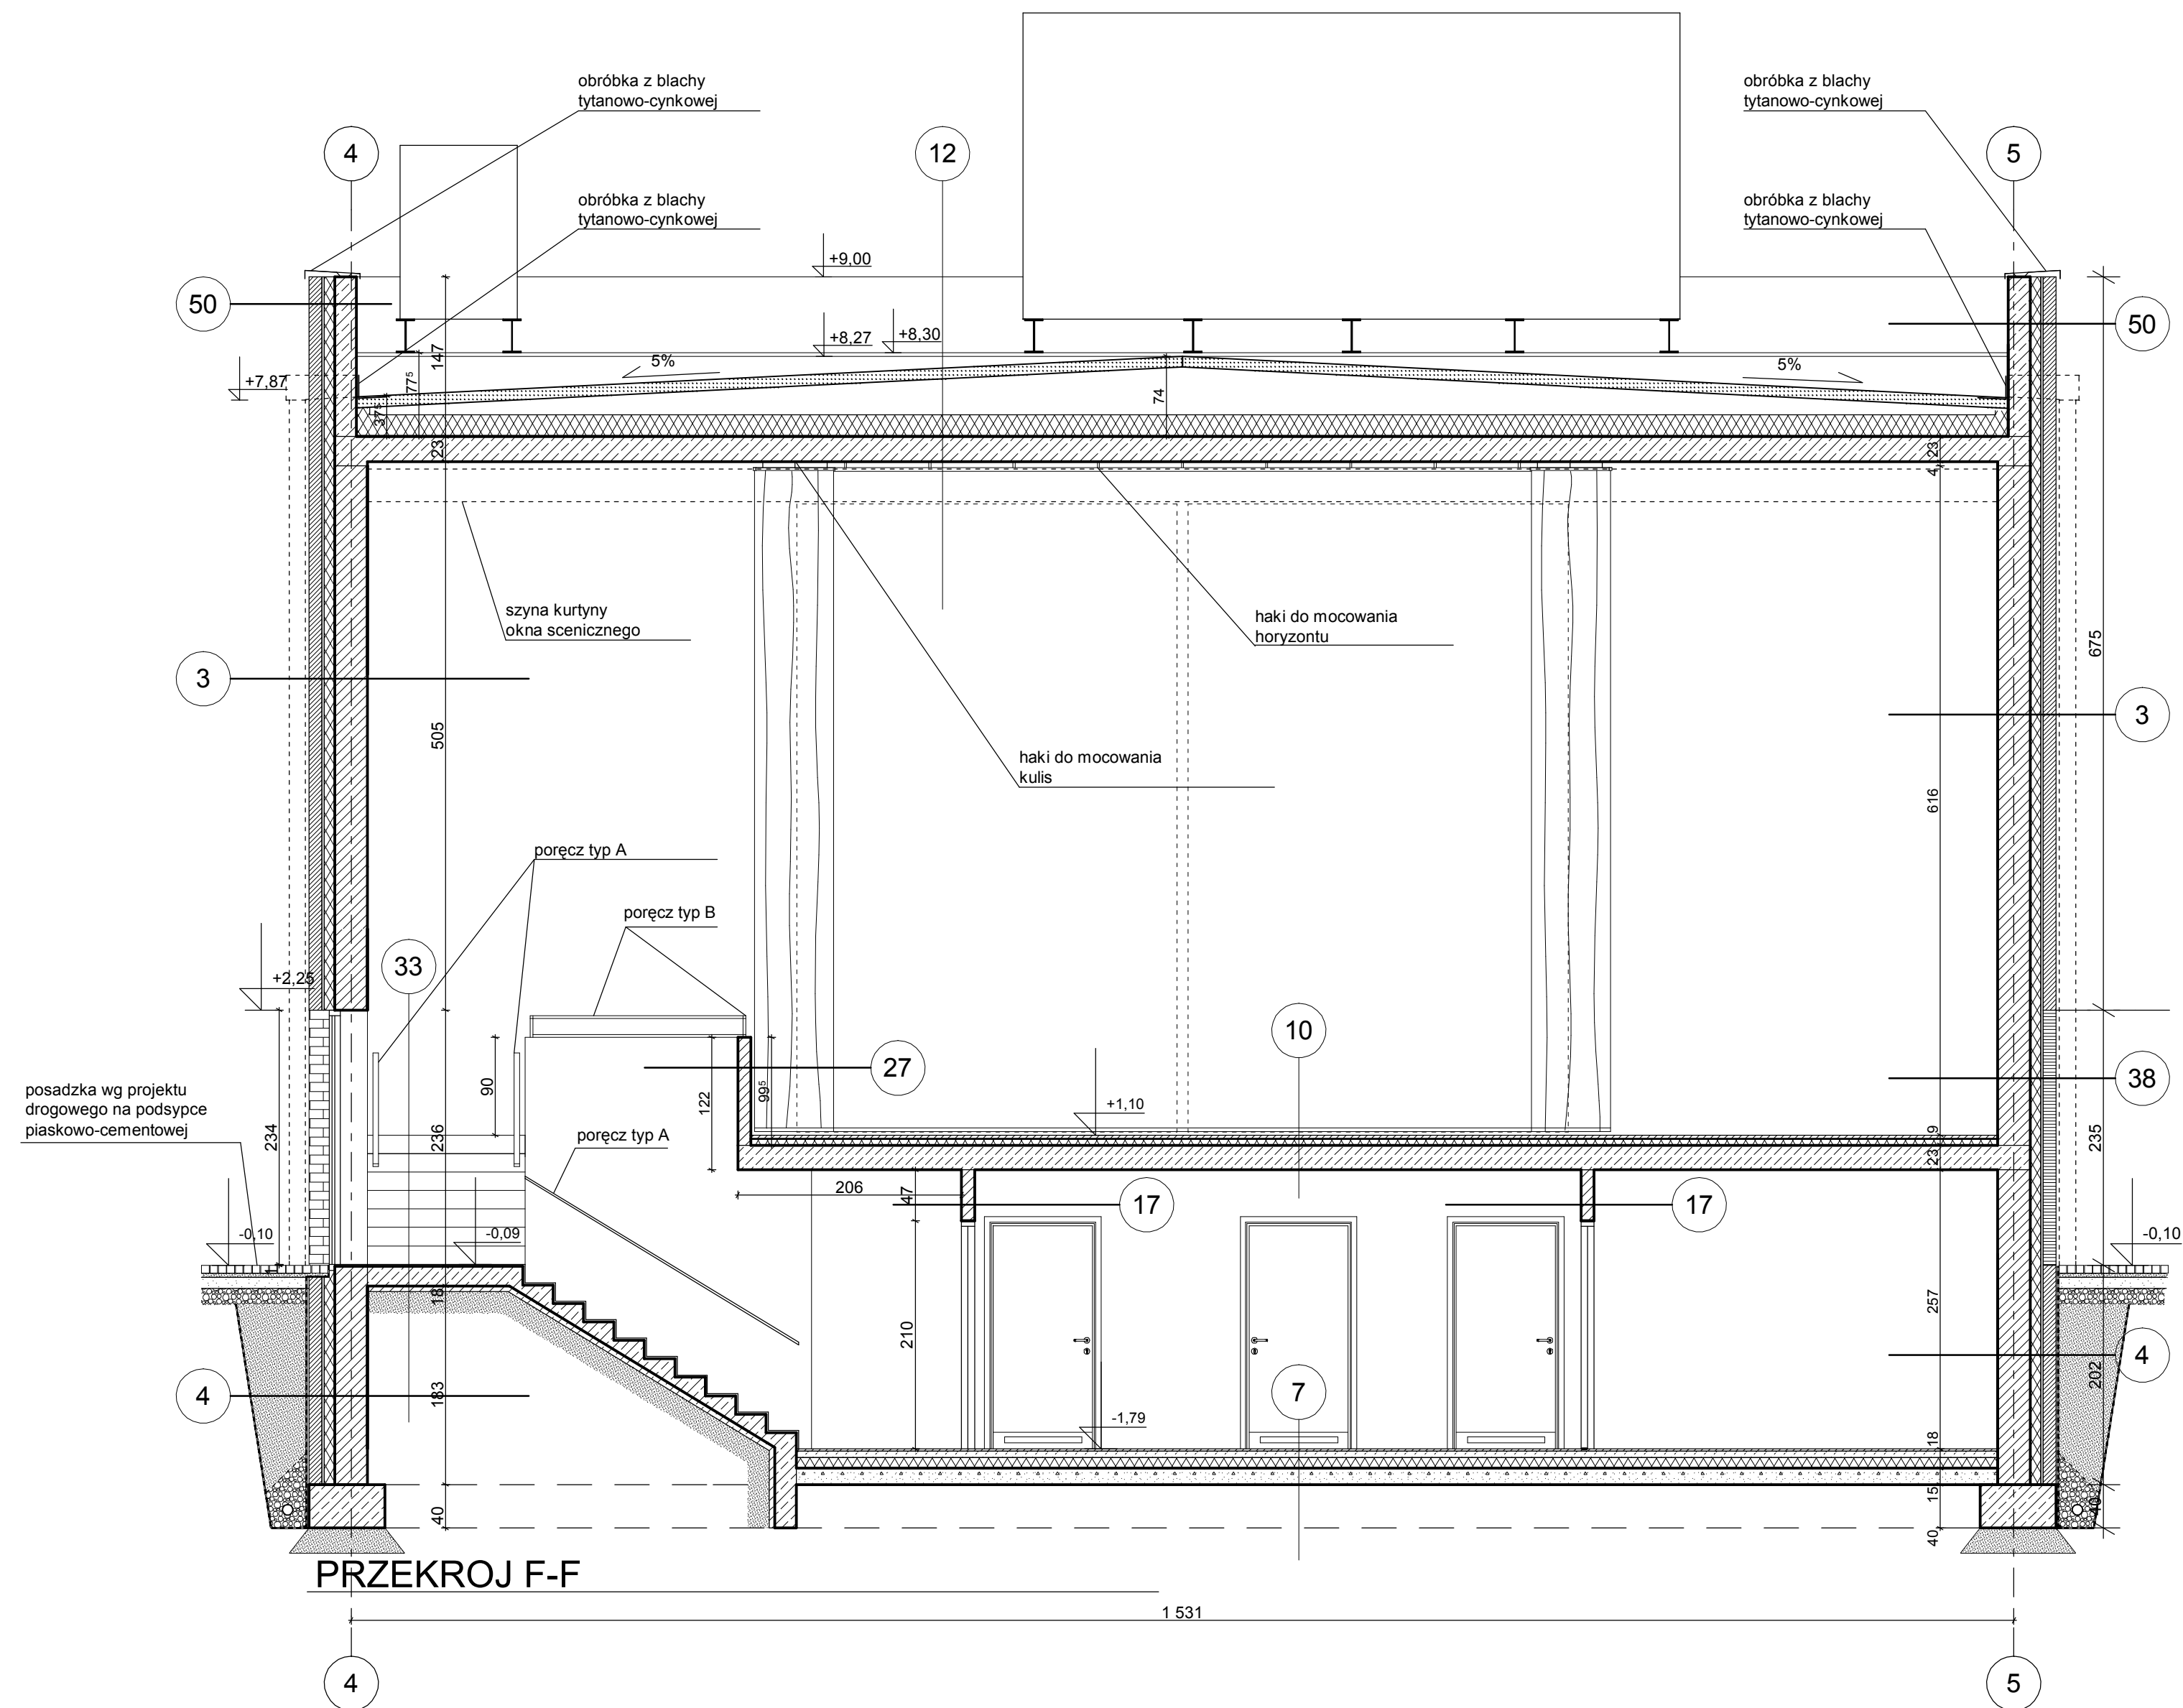 obróbka z blachy
tytanowo-cynkowej
obróbka z blachy
tytanowo-cynkowej
4
12
5
obróbka z blachy
tytanowo-cynkowej
obróbka z blachy
tytanowo-cynkowej
+9,00
50
50
+8,27
+8,30
147
5%
5%
+7,87
77⁵
37⁵
74
23
23
4
szyna kurtyny
okna scenicznego
haki do mocowania
horyzontu
675
3
3
505
haki do mocowania
kulis
616
poręcz typ A
poręcz typ B
33
+2,25
10
27
38
90
122
99⁵
posadzka wg projektu
drogowego na podsypce
piaskowo-cementowej
+1,10
234
236
poręcz typ A
9
235
23
206
47
17
17
-0,10
-0,09
-0,10
1
18
257
210
4
4
183
202
7
-1,79
18
40
15
40
40
PRZEKROJ F-F
1 531
4
5